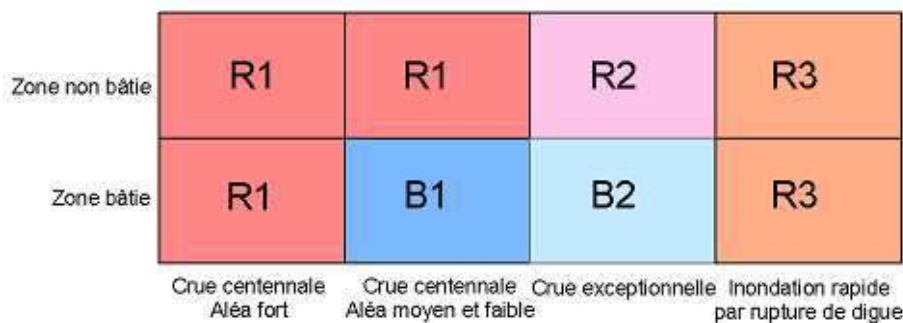 Zone non bâtie
R1
R1
R2
R3
Zone bâtie
R1
B1
B2
R3
Crue centennale
Aléa fort
Crue centennale
Aléa moyen et faible
Crue exceptionnelle
Inondation rapide
par rupture de digue